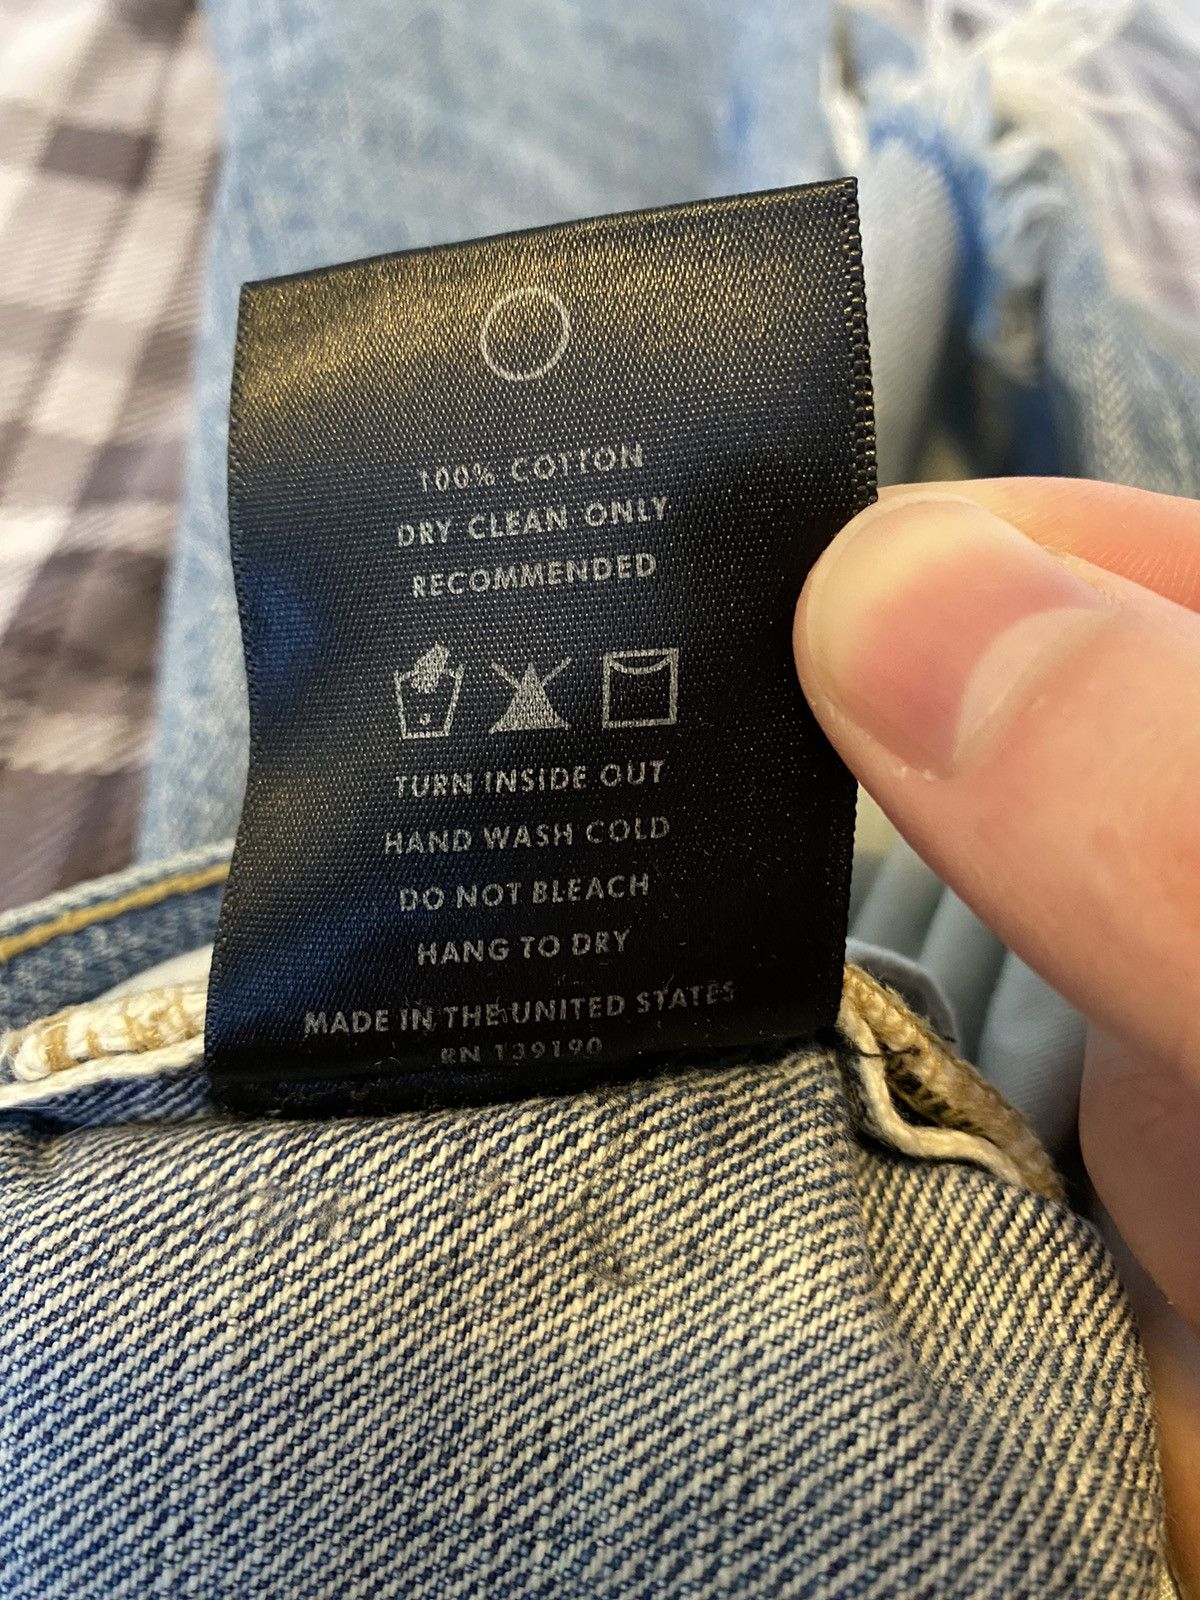 100% COTTON
DRY CLEAN ONLY
RECOMMENDED
TURN INSIDE OUT
HAND WASH COLD
DO NOT BLEACH
HANG TO DRY
MADE IN THE UNITED STATES
RN 139190